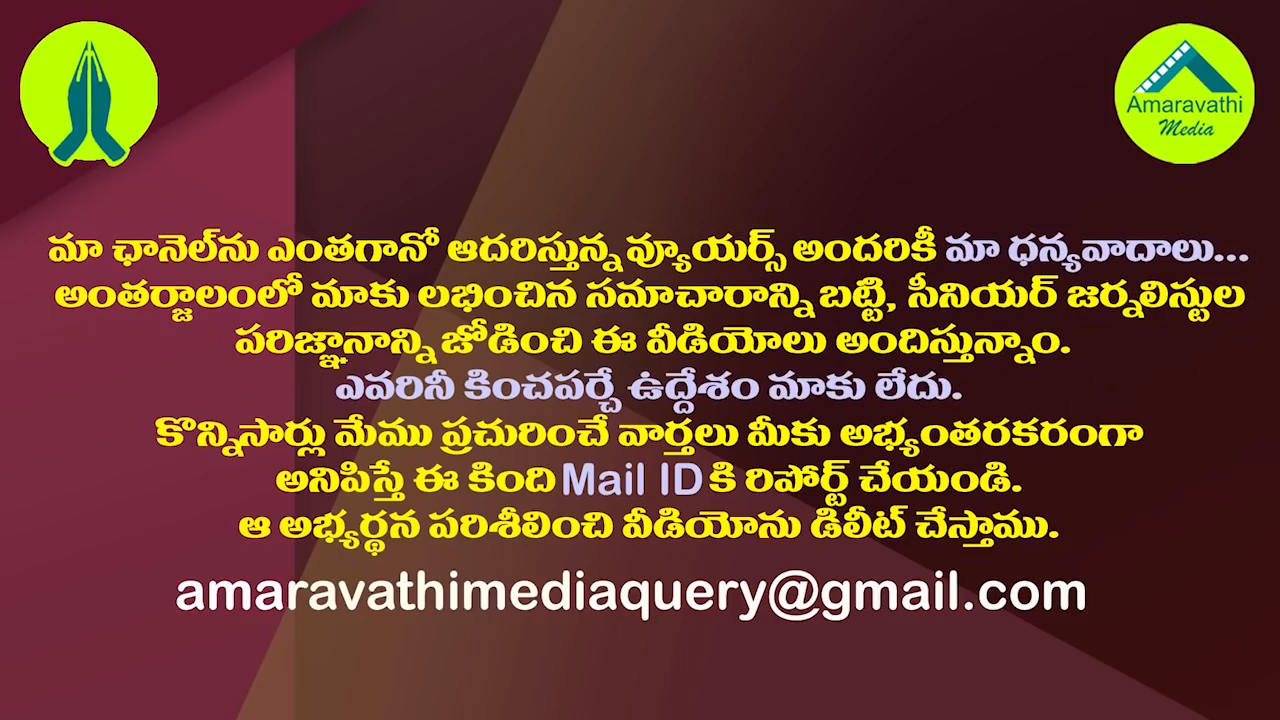 Amaravathi
Media
మా ఛానెల్‌ను ఎంతగానో ఆదరిస్తున్న వ్యూయర్స్ అందరికీ మా ధన్యవాదాలు...
అంతర్జాలంలో మాకు లభించిన సమాచారాన్ని బట్టి, సీనియర్ జర్నలిస్టుల
పరిజ్ఞానాన్ని జోడించి ఈ వీడియోలు అందిస్తున్నాం.
ఎవరినీ కించపర్చే ఉద్దేశం మాకు లేదు.
కొన్నిసార్లు మేము ప్రచురించే వార్తలు మీకు అభ్యంతరకరంగా
అనిపిస్తే ఈ కింది Mail ID కి రిపోర్ట్ చేయండి.
ఆ అభ్యర్థన పరిశీలించి వీడియోను డిలీట్ చేస్తాము.
amaravathimediaquery@gmail.com